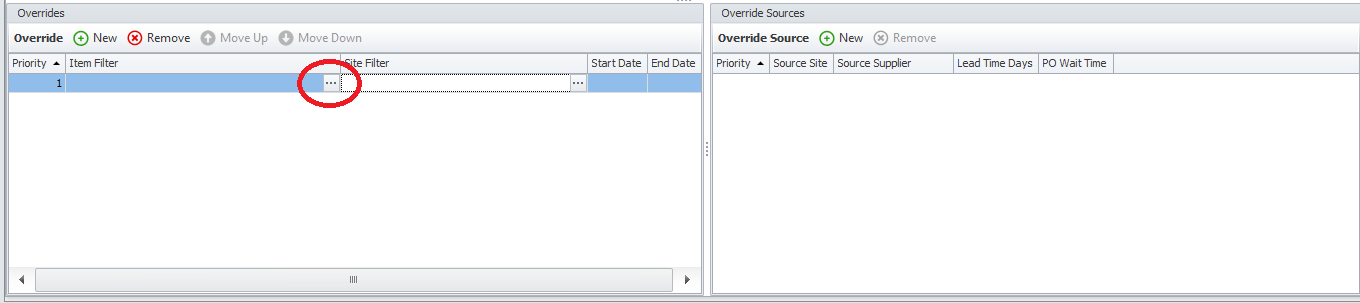 Overrides
Override New Remove Move Up Move Down
Priority Item Filter Site Filter Start Date End Date
1 ... ...
Override Sources
Override Source New Remove
Priority Source Site Source Supplier Lead Time Days PO Wait Time